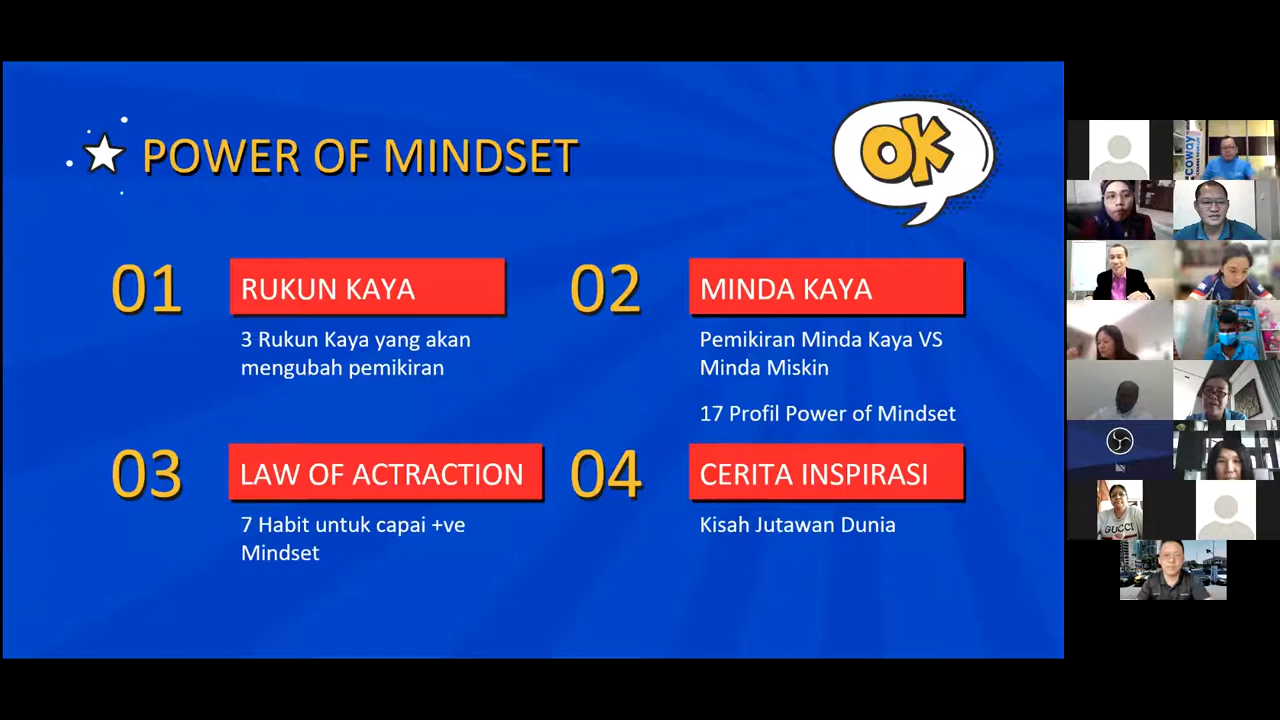 POWER OF MINDSET
OK
01
RUKUN KAYA
3 Rukun Kaya yang akan
mengubah pemikiran
02
MINDA KAYA
Pemikiran Minda Kaya VS
Minda Miskin
17 Profil Power of Mindset
03
LAW OF ACTRACTION
7 Habit untuk capai +ve
Mindset
04
CERITA INSPIRASI
Kisah Jutawan Dunia
coway
GUCCI